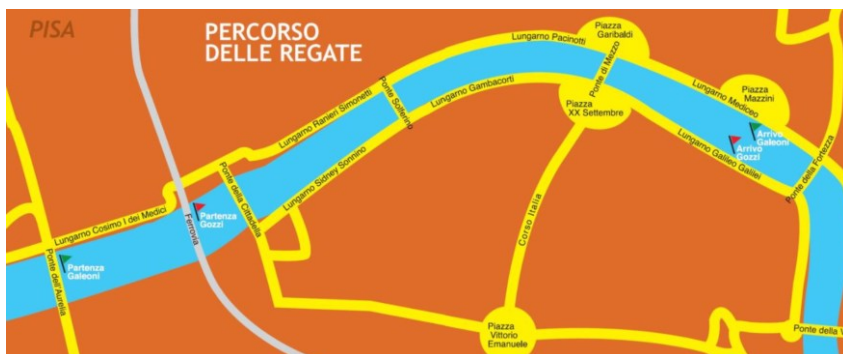 PISA
PERCORSO
DELLE REGATE
Piazza
Garibaldi
Lungarno Pacinotti
Ponte di Mezzo
Lungarno Mediceo
Piazza
Mazzini
Ponte Solferino
Lungarno Gambacorti
Piazza
XX Settembre
Lungarno Ranieri Simonetti
Arrivo
Galeoni
Arrivo
Gozzi
Lungarno Galileo Galilei
Ponte della Fortezza
Lungarno Sidney Sonnino
Ponte della Cittadella
Corso Italia
Partenza
Gozzi
Ferrovia
Lungarno Cosimo I dei Medici
Ponte dell'Aurelia
Partenza
Galeoni
Piazza
Vittorio
Emanuele
Ponte della